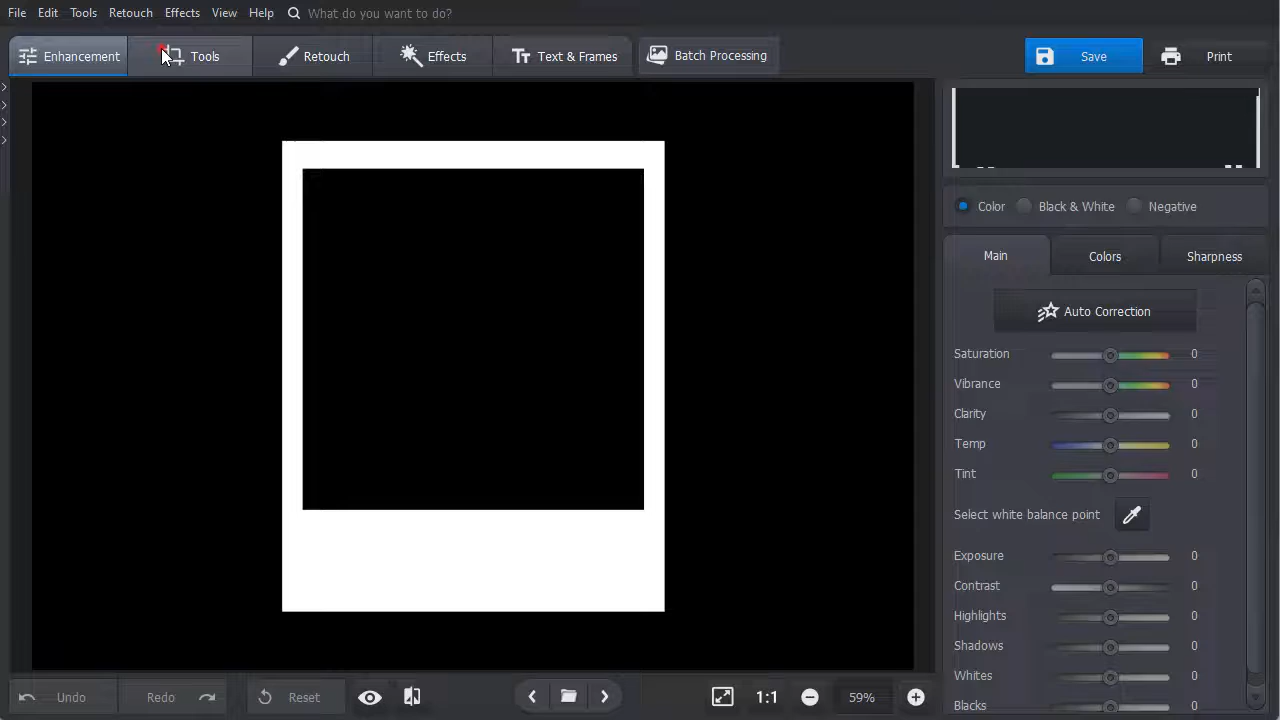 File Edit Tools Retouch Effects View Help What do you want to do?
Enhancement Tools Retouch Effects Text & Frames Batch Processing Save Print
Color Black & White Negative
Main Colors Sharpness
Auto Correction
Saturation 0
Vibrance 0
Clarity 0
Temp 0
Tint 0
Select white balance point
Exposure 0
Contrast 0
Highlights 0
Shadows 0
Whites 0
Blacks 0
Undo Redo Reset 1:1 59%